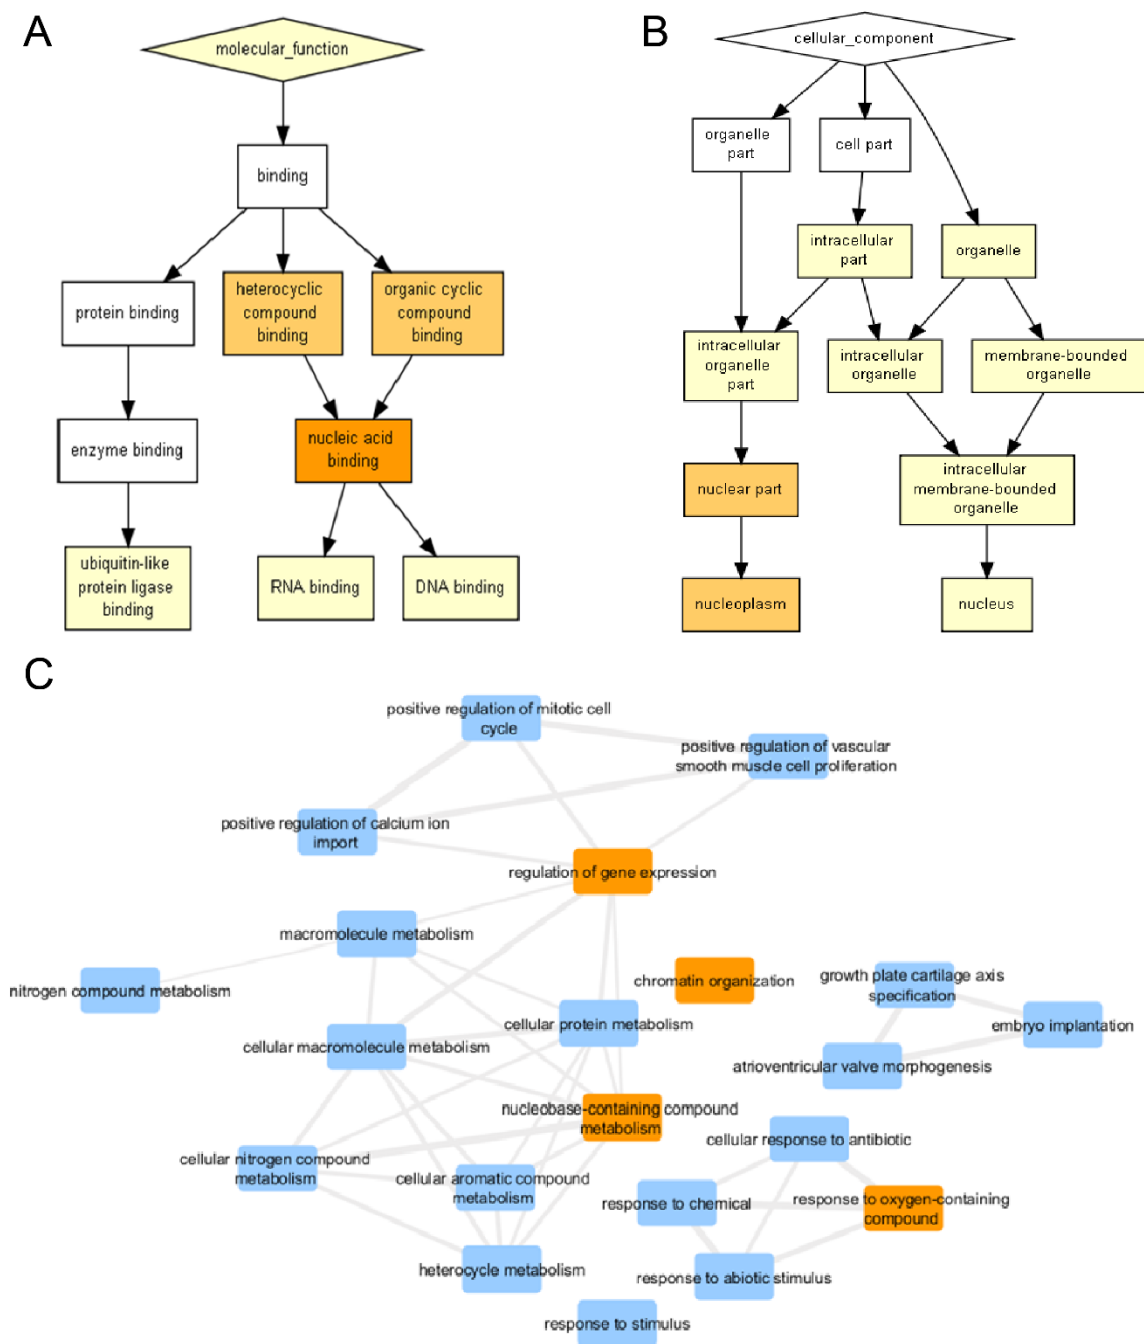 A
molecular_function
binding
protein binding
heterocyclic
compound
binding
organic cyclic
compound
binding
enzyme binding
nucleic acid
binding
ubiquitin-like
protein ligase
binding
RNA binding
DNA binding
B
cellular_component
organelle
part
cell part
intracellular
part
organelle
intracellular
organelle
part
intracellular
organelle
membrane-bounded
organelle
nuclear part
intracellular
membrane-bounded
organelle
nucleoplasm
nucleus
C
positive regulation of mitotic cell
cycle
positive regulation of vascular
smooth muscle cell proliferation
positive regulation of calcium ion
import
regulation of gene expression
macromolecule metabolism
nitrogen compound metabolism
chromatin organization
growth plate cartilage axis
specification
cellular protein metabolism
embryo implantation
cellular macromolecule metabolism
atrioventricular valve morphogenesis
nucleobase-containing compound
metabolism
cellular response to antibiotic
cellular nitrogen compound
metabolism
cellular aromatic compound
metabolism
response to chemical
response to oxygen-containing
compound
heterocycle metabolism
response to abiotic stimulus
response to stimulus